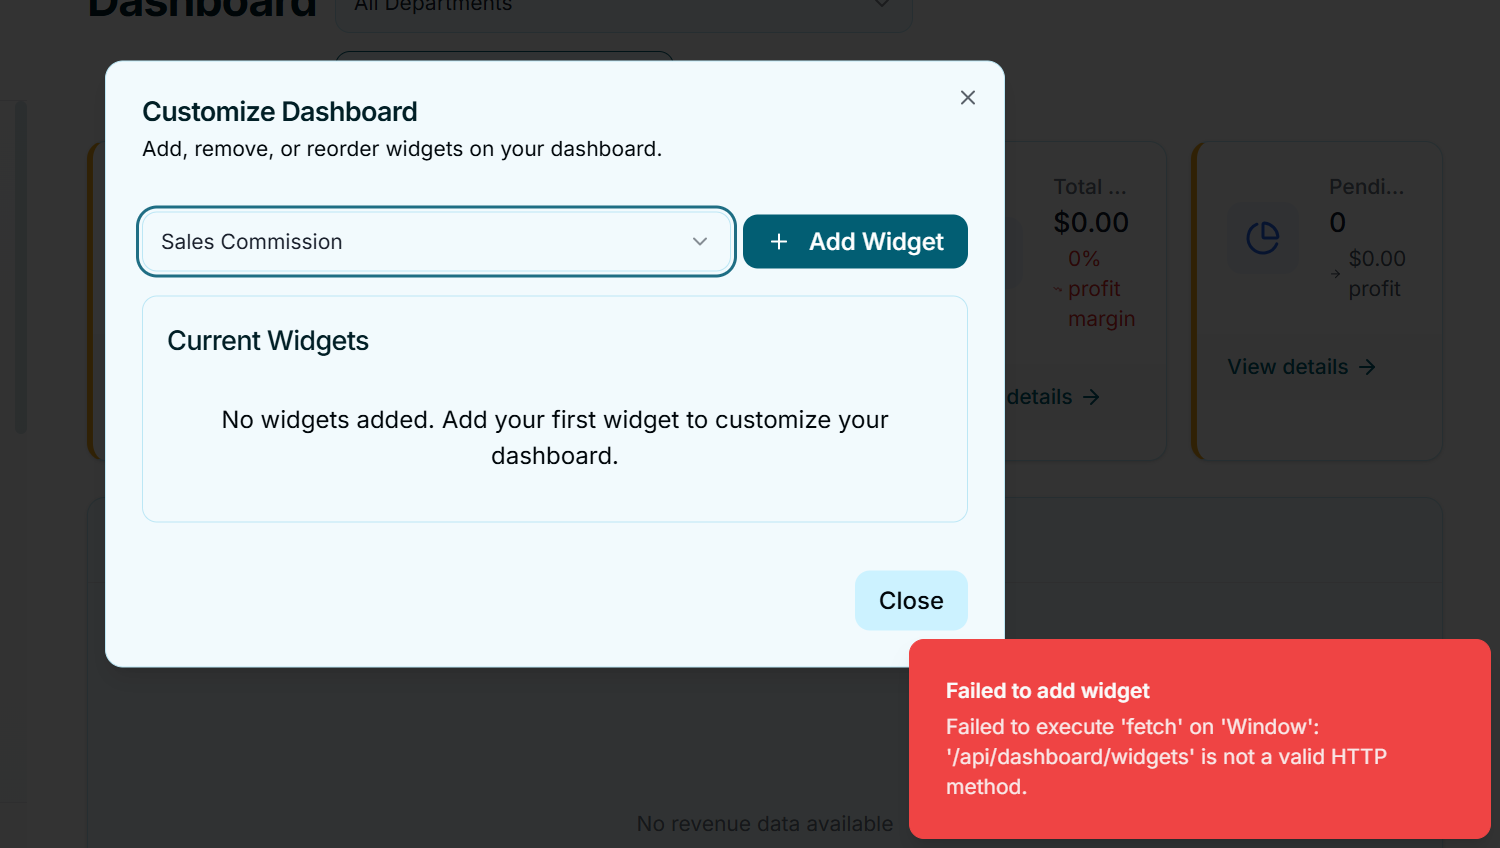 Dashboard
All Departments
Customize Dashboard
Add, remove, or reorder widgets on your dashboard.
Sales Commission
Add Widget
Current Widgets
No widgets added. Add your first widget to customize your
dashboard.
Close
Total ...
$0.00
0%
profit
margin
details
Pendi...
0
$0.00
profit
View details
No revenue data available
Failed to add widget
Failed to execute 'fetch' on 'Window':
'/api/dashboard/widgets' is not a valid HTTP
method.